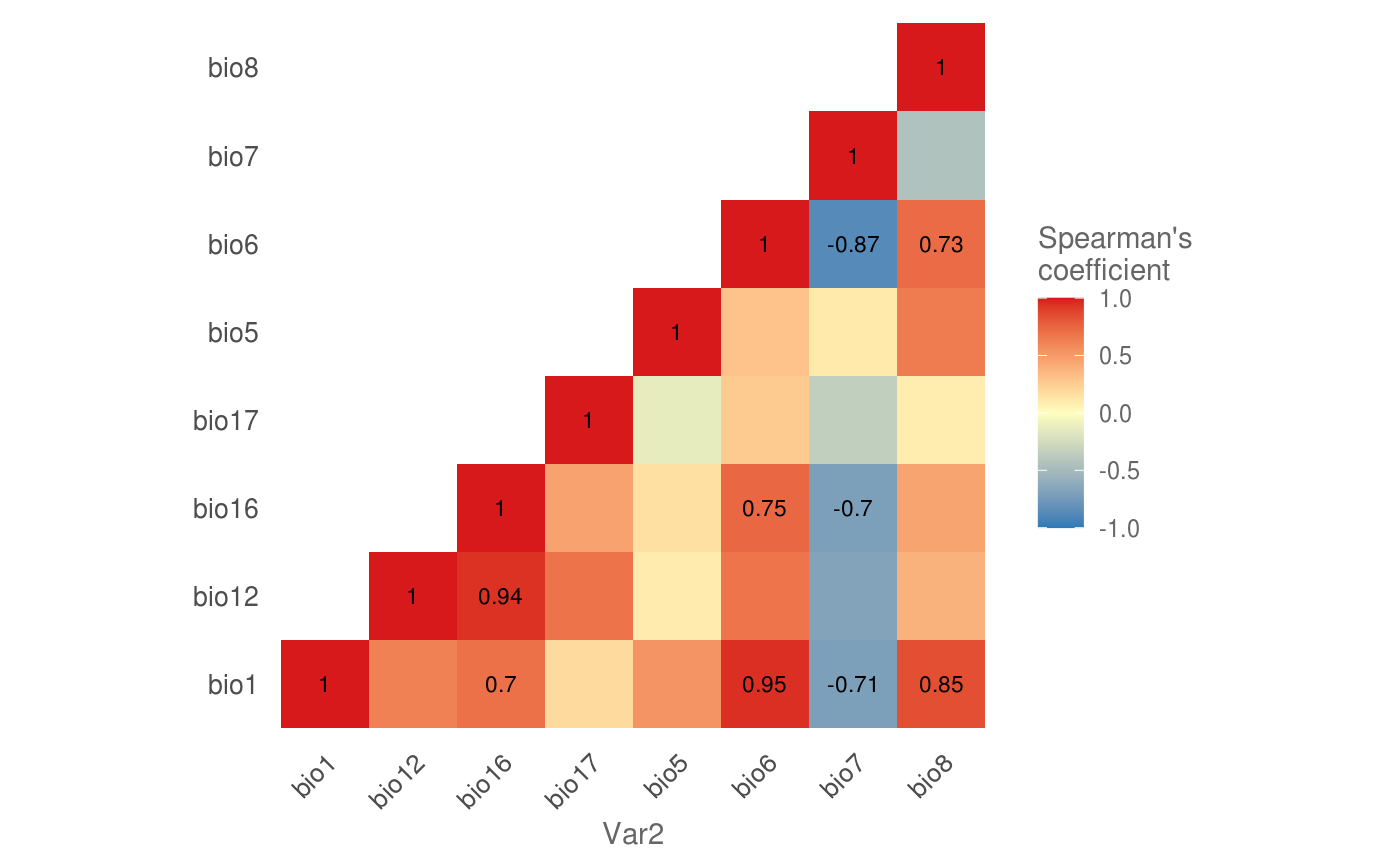 bio8
1
bio7
1
bio6
1
-0.87
0.73
bio5
1
bio17
1
bio16
1
0.75
-0.7
bio12
1
0.94
bio1
1
0.7
0.95
-0.71
0.85
bio1
bio12
bio16
bio17
bio5
bio6
bio7
bio8
Var2
Spearman's
coefficient
1.0
0.5
0.0
-0.5
-1.0